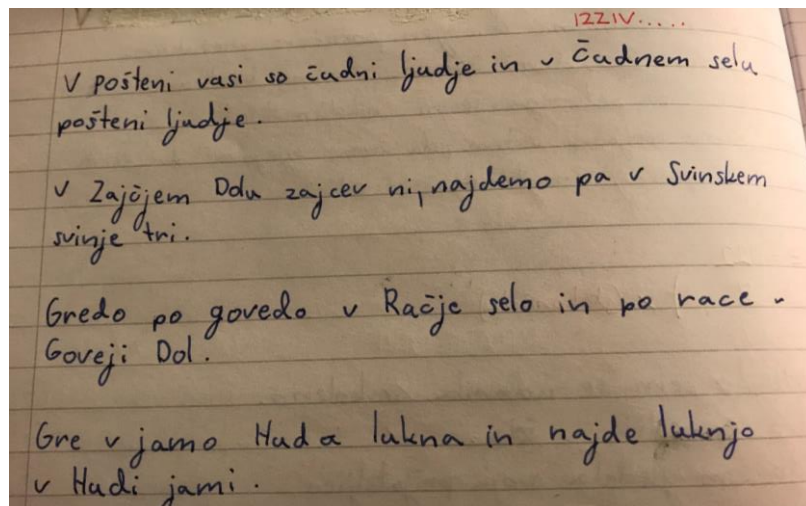 IZZIV.....
V pošteni vasi so čudni ljudje in v Čudnem selu
pošteni ljudje.
V Zajčjem Dolu zajcev ni, najdemo pa v Svinskem
svinje tri.
Gredo po govedo v Račje selo in po race v
Goveji Dol.
Gre v jamo Huda lukna in najde luknjo
v Hudi jami.